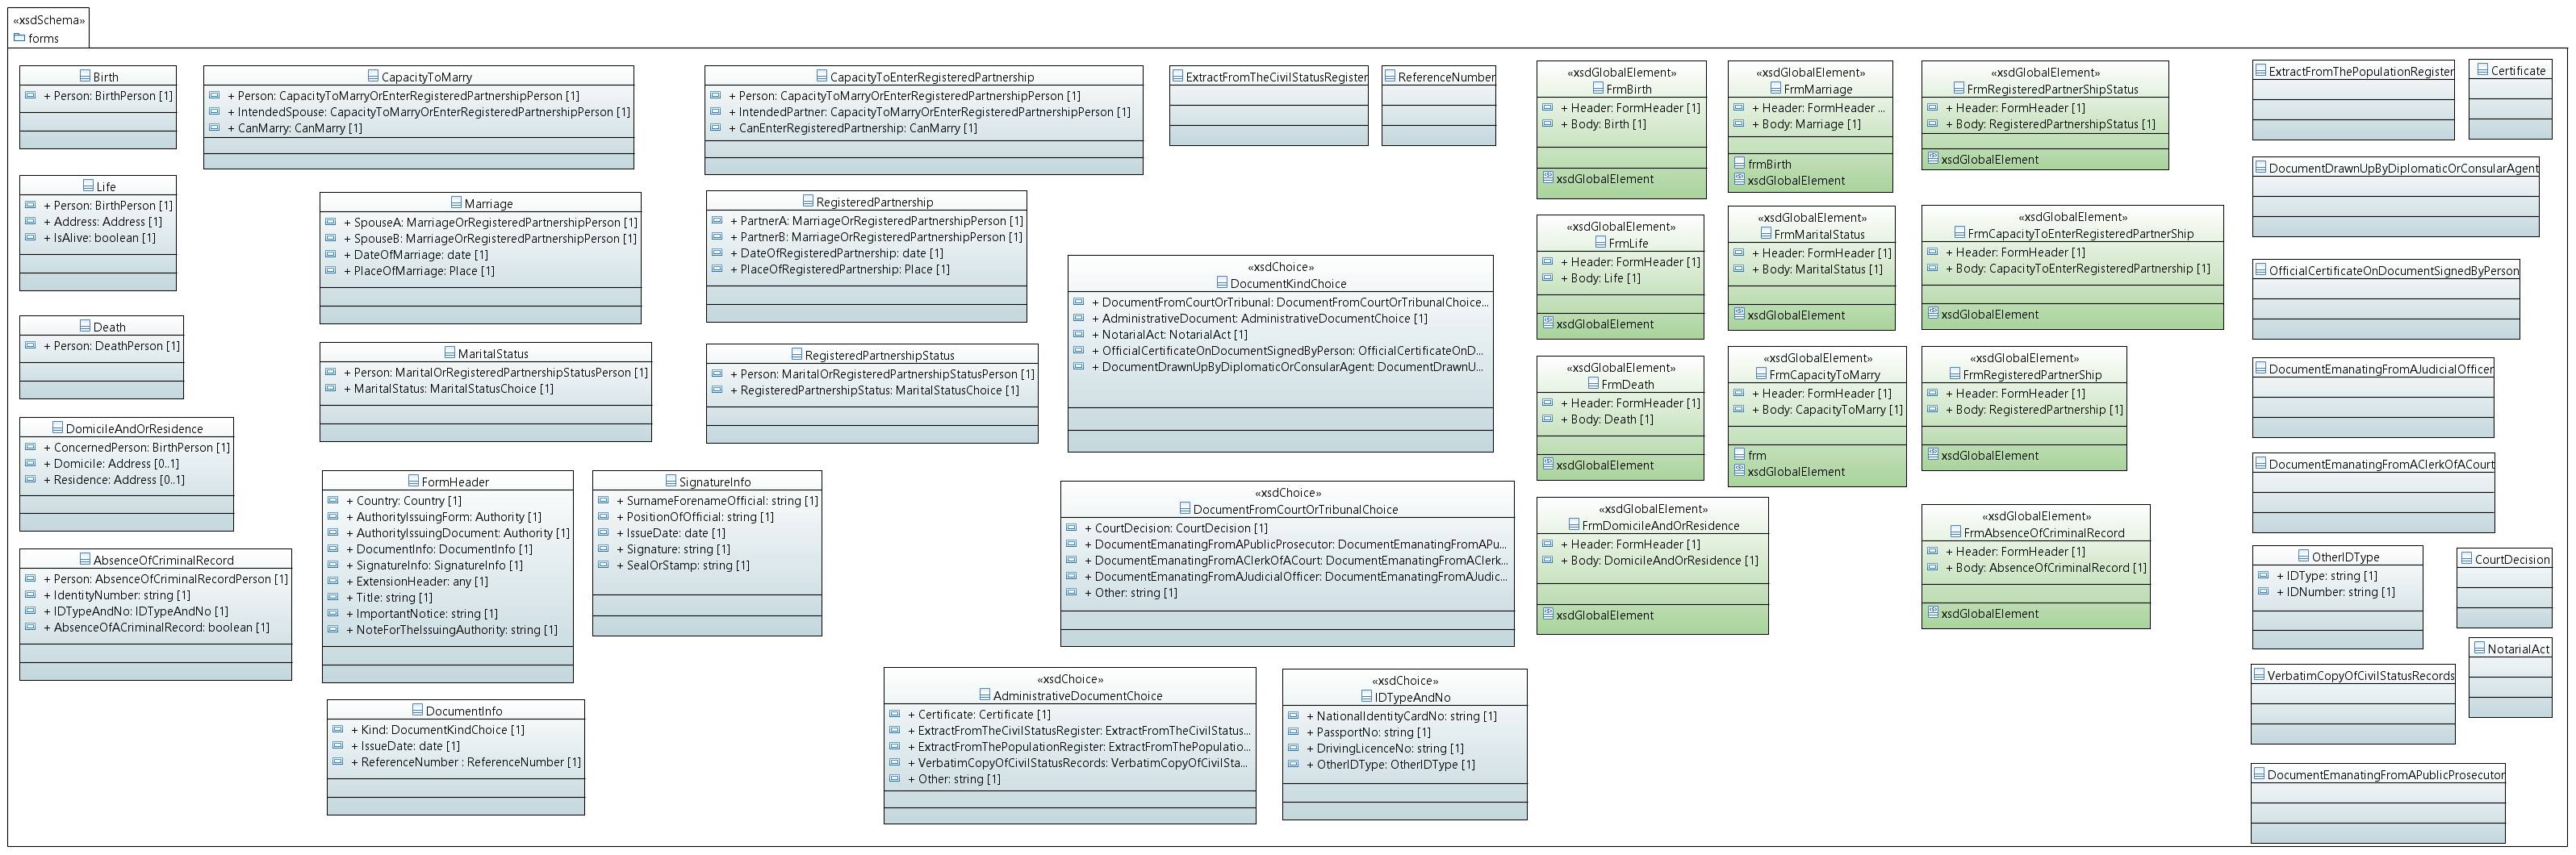 «xsdSchema»
forms
Birth
+ Person: BirthPerson [1]
Life
+ Person: BirthPerson [1]
+ Address: Address [1]
+ IsAlive: boolean [1]
Death
+ Person: DeathPerson [1]
DomicileAndOrResidence
+ ConcernedPerson: BirthPerson [1]
+ Domicile: Address [0..1]
+ Residence: Address [0..1]
AbsenceOfCriminalRecord
+ Person: AbsenceOfCriminalRecordPerson [1]
+ IdentityNumber: string [1]
+ IDTypeAndNo: IDTypeAndNo [1]
+ AbsenceOfACriminalRecord: boolean [1]
CapacityToMarry
+ Person: CapacityToMarryOrEnterRegisteredPartnershipPerson [1]
+ IntendedSpouse: CapacityToMarryOrEnterRegisteredPartnershipPerson [1]
+ CanMarry: CanMarry [1]
Marriage
+ SpouseA: MarriageOrRegisteredPartnershipPerson [1]
+ SpouseB: MarriageOrRegisteredPartnershipPerson [1]
+ DateOfMarriage: date [1]
+ PlaceOfMarriage: Place [1]
MaritalStatus
+ Person: MaritalOrRegisteredPartnershipStatusPerson [1]
+ MaritalStatus: MaritalStatusChoice [1]
FormHeader
+ Country: Country [1]
+ AuthorityIssuingForm: Authority [1]
+ AuthorityIssuingDocument: Authority [1]
+ DocumentInfo: DocumentInfo [1]
+ SignatureInfo: SignatureInfo [1]
+ ExtensionHeader: any [1]
+ Title: string [1]
+ ImportantNotice: string [1]
+ NoteForTheIssuingAuthority: string [1]
DocumentInfo
+ Kind: DocumentKindChoice [1]
+ IssueDate: date [1]
+ ReferenceNumber : ReferenceNumber [1]
SignatureInfo
+ SurnameForenameOfficial: string [1]
+ PositionOfOfficial: string [1]
+ IssueDate: date [1]
+ Signature: string [1]
+ SealOrStamp: string [1]
CapacityToEnterRegisteredPartnership
+ Person: CapacityToMarryOrEnterRegisteredPartnershipPerson [1]
+ IntendedPartner: CapacityToMarryOrEnterRegisteredPartnershipPerson [1]
+ CanEnterRegisteredPartnership: CanMarry [1]
RegisteredPartnership
+ PartnerA: MarriageOrRegisteredPartnershipPerson [1]
+ PartnerB: MarriageOrRegisteredPartnershipPerson [1]
+ DateOfRegisteredPartnership: date [1]
+ PlaceOfRegisteredPartnership: Place [1]
RegisteredPartnershipStatus
+ Person: MaritalOrRegisteredPartnershipStatusPerson [1]
+ RegisteredPartnershipStatus: MaritalStatusChoice [1]
ExtractFromTheCivilStatusRegister
ReferenceNumber
«xsdChoice»
DocumentKindChoice
+ DocumentFromCourtOrTribunal: DocumentFromCourtOrTribunalChoice...
+ AdministrativeDocument: AdministrativeDocumentChoice [1]
+ NotarialAct: NotarialAct [1]
+ OfficialCertificateOnDocumentSignedByPerson: OfficialCertificateOnD...
+ DocumentDrawnUpByDiplomaticOrConsularAgent: DocumentDrawnU...
«xsdChoice»
DocumentFromCourtOrTribunalChoice
+ CourtDecision: CourtDecision [1]
+ DocumentEmanatingFromAPublicProsecutor: DocumentEmanatingFromAPu...
+ DocumentEmanatingFromAClerkOfACourt: DocumentEmanatingFromAClerk...
+ DocumentEmanatingFromAJudicialOfficer: DocumentEmanatingFromAJudic...
+ Other: string [1]
«xsdChoice»
AdministrativeDocumentChoice
+ Certificate: Certificate [1]
+ ExtractFromTheCivilStatusRegister: ExtractFromTheCivilStatus...
+ ExtractFromThePopulationRegister: ExtractFromThePopulatio...
+ VerbatimCopyOfCivilStatusRecords: VerbatimCopyOfCivilSta...
+ Other: string [1]
«xsdChoice»
IDTypeAndNo
+ NationalIdentityCardNo: string [1]
+ PassportNo: string [1]
+ DrivingLicenceNo: string [1]
+ OtherIDType: OtherIDType [1]
«xsdGlobalElement»
FrmBirth
+ Header: FormHeader [1]
+ Body: Birth [1]
xsdGlobalElement
«xsdGlobalElement»
FrmLife
+ Header: FormHeader [1]
+ Body: Life [1]
xsdGlobalElement
«xsdGlobalElement»
FrmDeath
+ Header: FormHeader [1]
+ Body: Death [1]
xsdGlobalElement
«xsdGlobalElement»
FrmDomicileAndOrResidence
+ Header: FormHeader [1]
+ Body: DomicileAndOrResidence [1]
xsdGlobalElement
«xsdGlobalElement»
FrmMarriage
+ Header: FormHeader ...
+ Body: Marriage [1]
frmBirth
xsdGlobalElement
«xsdGlobalElement»
FrmMaritalStatus
+ Header: FormHeader [1]
+ Body: MaritalStatus [1]
xsdGlobalElement
«xsdGlobalElement»
FrmCapacityToMarry
+ Header: FormHeader [1]
+ Body: CapacityToMarry [1]
frm
xsdGlobalElement
«xsdGlobalElement»
FrmRegisteredPartnerShipStatus
+ Header: FormHeader [1]
+ Body: RegisteredPartnershipStatus [1]
xsdGlobalElement
«xsdGlobalElement»
FrmCapacityToEnterRegisteredPartnerShip
+ Header: FormHeader [1]
+ Body: CapacityToEnterRegisteredPartnership [1]
xsdGlobalElement
«xsdGlobalElement»
FrmRegisteredPartnerShip
+ Header: FormHeader [1]
+ Body: RegisteredPartnership [1]
xsdGlobalElement
«xsdGlobalElement»
FrmAbsenceOfCriminalRecord
+ Header: FormHeader [1]
+ Body: AbsenceOfCriminalRecord [1]
xsdGlobalElement
ExtractFromThePopulationRegister
Certificate
DocumentDrawnUpByDiplomaticOrConsularAgent
OfficialCertificateOnDocumentSignedByPerson
DocumentEmanatingFromAJudicialOfficer
DocumentEmanatingFromAClerkOfACourt
OtherIDType
+ IDType: string [1]
+ IDNumber: string [1]
CourtDecision
NotarialAct
VerbatimCopyOfCivilStatusRecords
DocumentEmanatingFromAPublicProsecutor